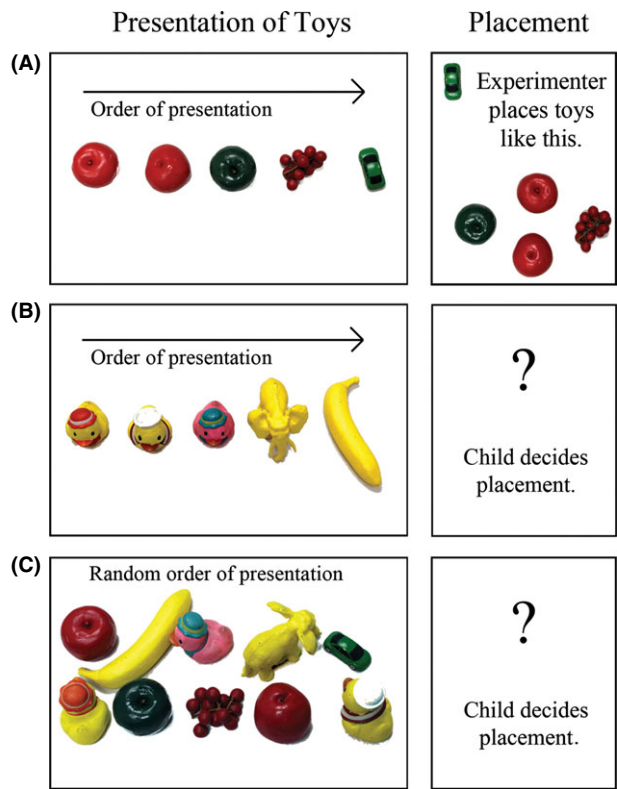 Presentation of Toys
Placement
(A)
Order of presentation
Experimenter
places toys
like this.
(B)
Order of presentation
?
Child decides
placement.
(C)
Random order of presentation
?
Child decides
placement.